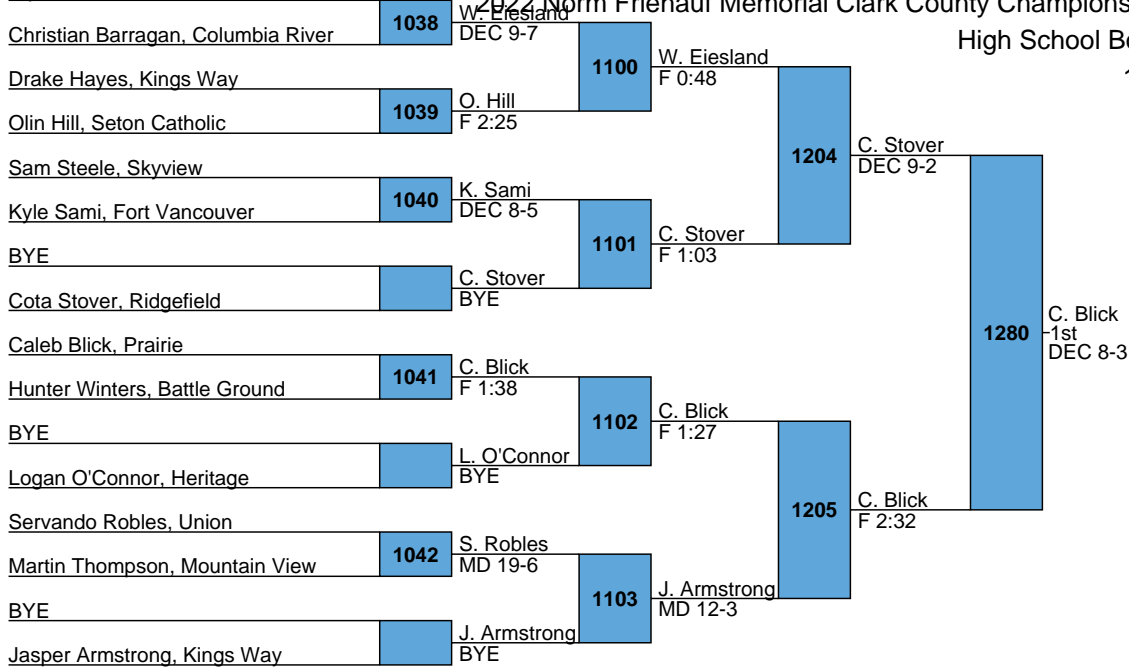 2022 Norm Frienauf Memorial Clark County Champions
High School Bo
1038
W. Eiesland
DEC 9-7
Christian Barragan, Columbia River
1100
W. Eiesland
F 0:48
Drake Hayes, Kings Way
1039
O. Hill
F 2:25
Olin Hill, Seton Catholic
1204
C. Stover
DEC 9-2
Sam Steele, Skyview
1040
K. Sami
DEC 8-5
Kyle Sami, Fort Vancouver
1101
C. Stover
F 1:03
BYE
C. Stover
BYE
Cota Stover, Ridgefield
1280
C. Blick
1st
DEC 8-3
Caleb Blick, Prairie
1041
C. Blick
F 1:38
Hunter Winters, Battle Ground
1102
C. Blick
F 1:27
BYE
L. O'Connor
BYE
Logan O'Connor, Heritage
1205
C. Blick
F 2:32
Servando Robles, Union
1042
S. Robles
MD 19-6
Martin Thompson, Mountain View
1103
J. Armstrong
MD 12-3
BYE
J. Armstrong
BYE
Jasper Armstrong, Kings Way